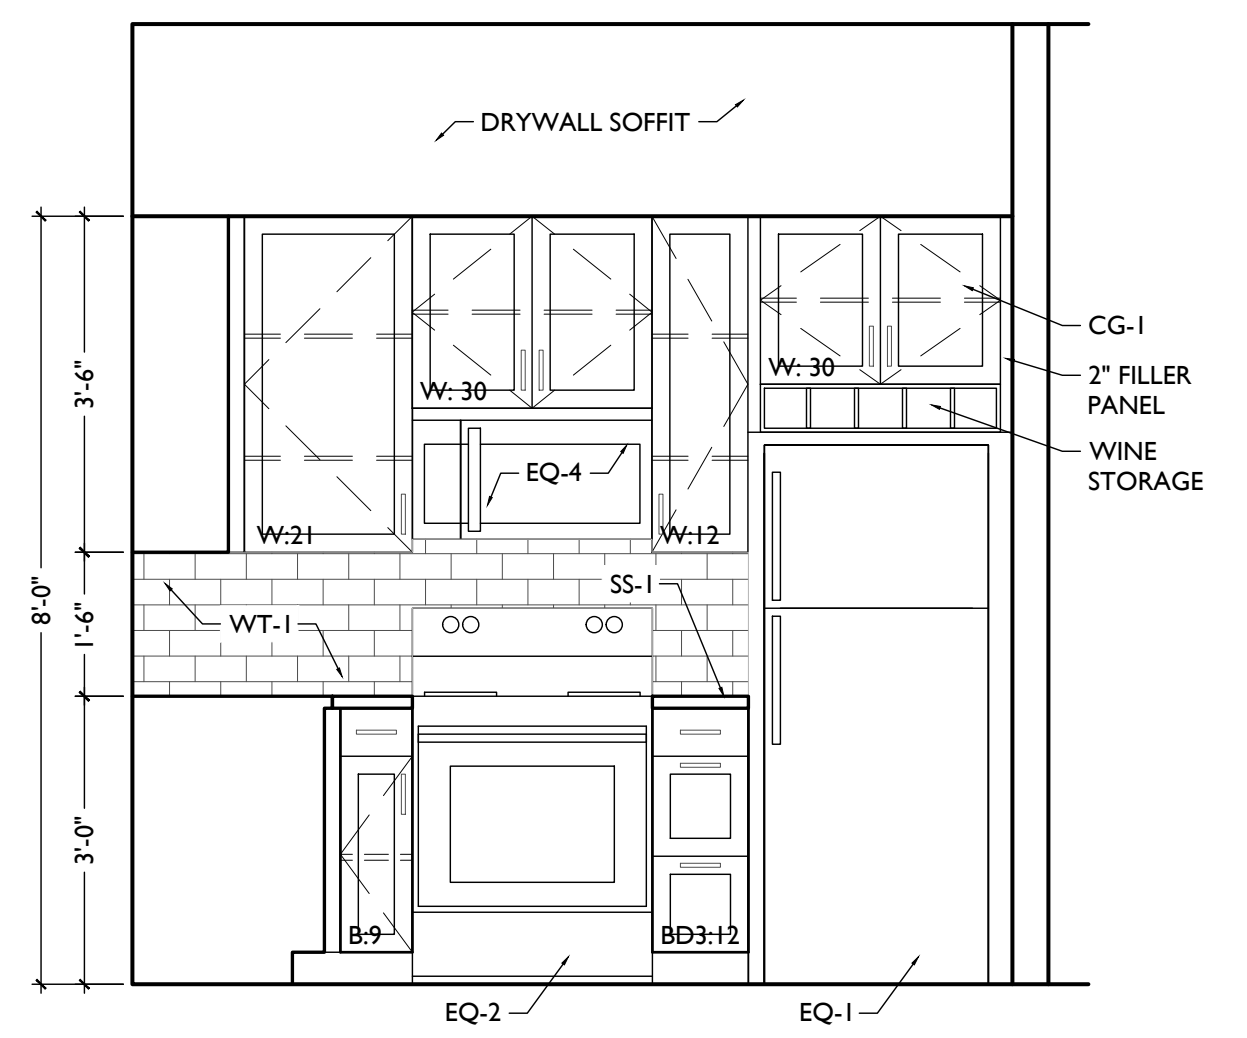 DRYWALL SOFFIT
3'-6"
8'-0"
1'-6"
3'-0"
W:21
W: 30
W:12
W: 30
CG-1
2" FILLER
PANEL
WINE
STORAGE
EQ-4
SS-1
WT-1
B:9
BD3:12
EQ-2
EQ-1